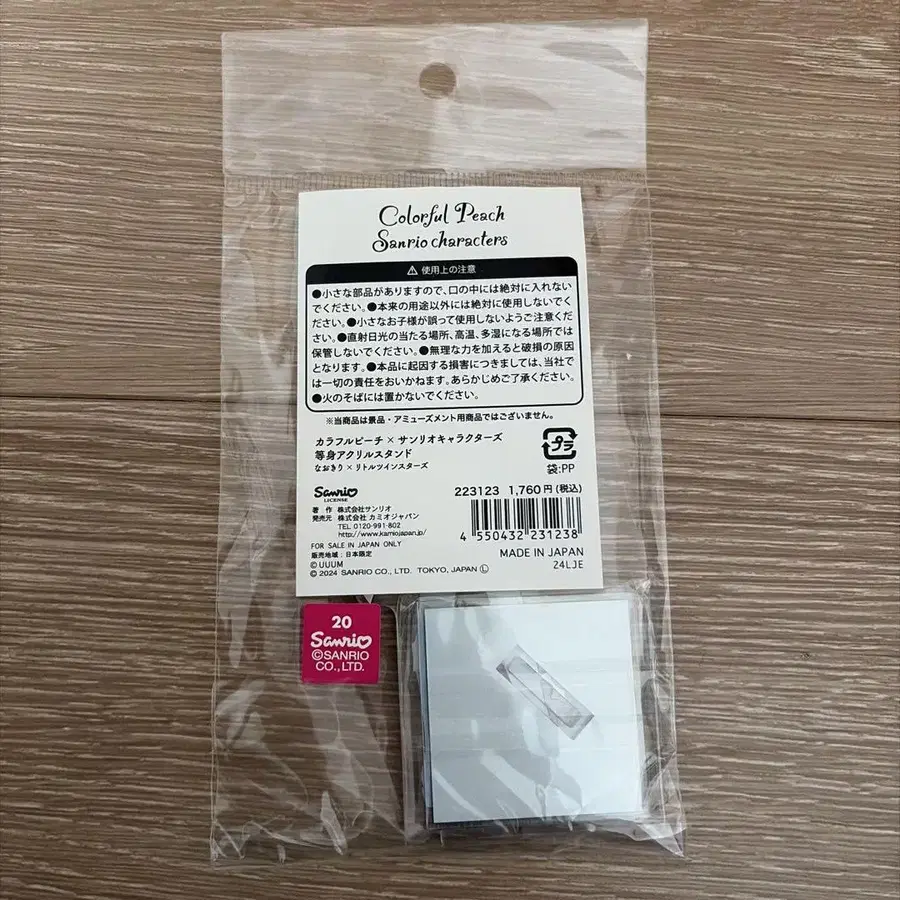 Colorful Peach
Sanrio characters
⚠ 使用上の注意
●小さな部品がありますので、口の中には絶対に入れない
でください。●本来の用途以外には絶対に使用しないでく
ださい。●小さなお子様が誤って使用しないようご注意くだ
さい。●直射日光の当たる場所、高温、多湿になる場所では
保管しないでください。●無理な力を加えると破損の原因
となります。●本品に起因する損害につきましては、当社で
は一切の責任をおいかねます。あらかじめご了承ください。
●火のそばには置かないでください。
※当商品は景品・アミューズメント用商品ではございません。
カラフルピーチ×サンリオキャラクターズ
等身アクリルスタンド
なおきり×リトルツインスターズ
プラ
袋:PP
Sanrio
LICENSE
223123 1,760円(税込)
著 作 株式会社サンリオ
発売元 株式会社カミオジャパン
TEL 0120-991-802
http://www.kamiojapan.jp/
4 550432 231238
FOR SALE IN JAPAN ONLY
販売地域:日本限定
©UUUM
© 2024 SANRIO CO., LTD. TOKYO, JAPAN Ⓛ
MADE IN JAPAN
24LJE
20
Sanrio
©SANRIO
CO., LTD.